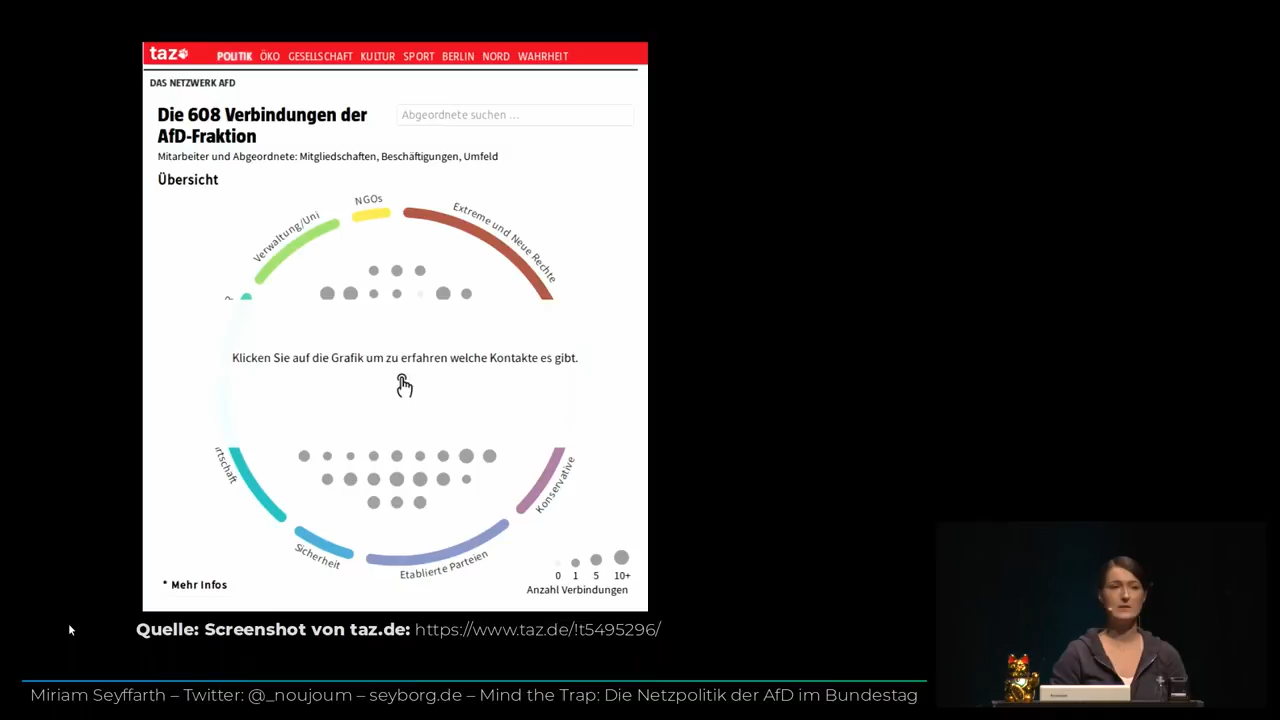 taz
POLITIK ÖKO GESELLSCHAFT KULTUR SPORT BERLIN NORD WAHRHEIT
DAS NETZWERK AFD
Die 608 Verbindungen der
AfD-Fraktion
Abgeordnete suchen ...
Mitarbeiter und Abgeordnete: Mitgliedschaften, Beschäftigungen, Umfeld
Übersicht
NGOs
Verwaltung/Uni
Extreme und Neue Rechte
Klicken Sie auf die Grafik um zu erfahren welche Kontakte es gibt.
rtschaft
Konservative
Sicherheit
Etablierte Parteien
0 1 5 10+
Anzahl Verbindungen
* Mehr Infos
Quelle: Screenshot von taz.de: https://www.taz.de/!t5495296/
Miriam Seyffarth – Twitter: @_noujoum – seyborg.de – Mind the Trap: Die Netzpolitik der AfD im Bundestag